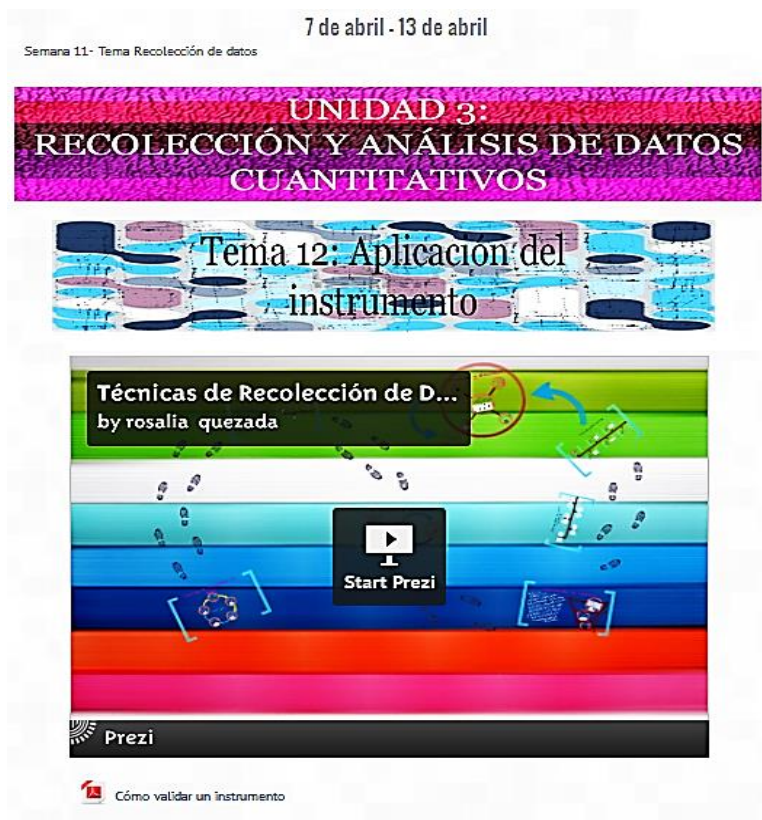 7 de abril - 13 de abril
Semana 11- Tema Recolección de datos
UNIDAD 3:
RECOLECCIÓN Y ANÁLISIS DE DATOS
CUANTITATIVOS
Tema 12: Aplicacion del
instrumento
Técnicas de Recolección de D...
by rosalia quezada
Start Prezi
Prezi
Cómo validar un instrumento